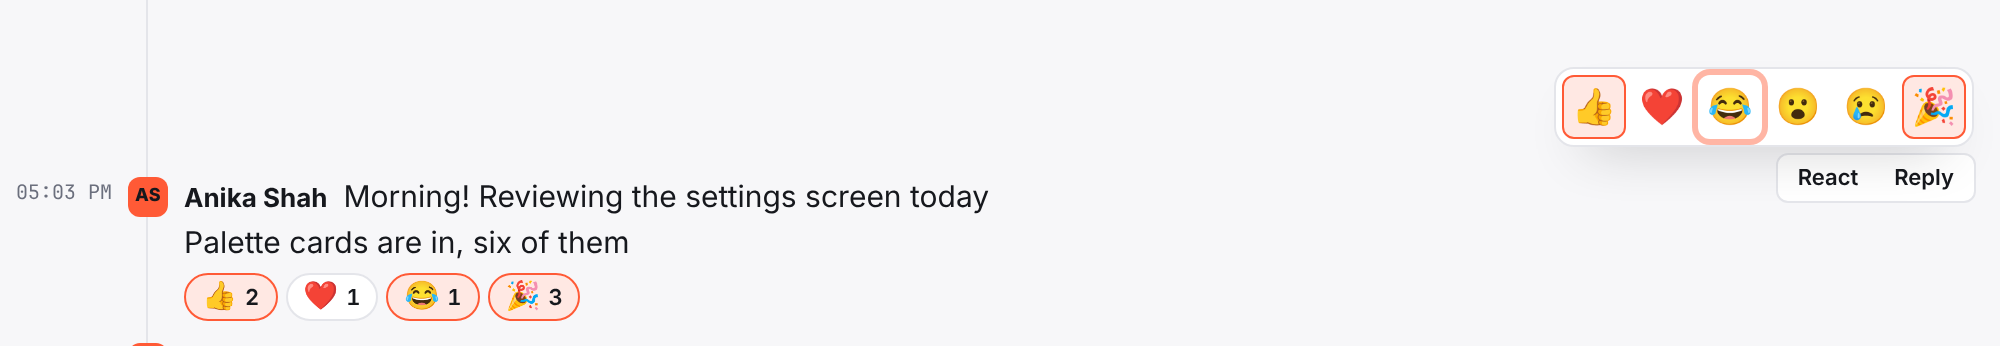 React Reply
05:03 PM AS Anika Shah Morning! Reviewing the settings screen today
Palette cards are in, six of them
👍 2 ❤️ 1 😂 1 🎉 3